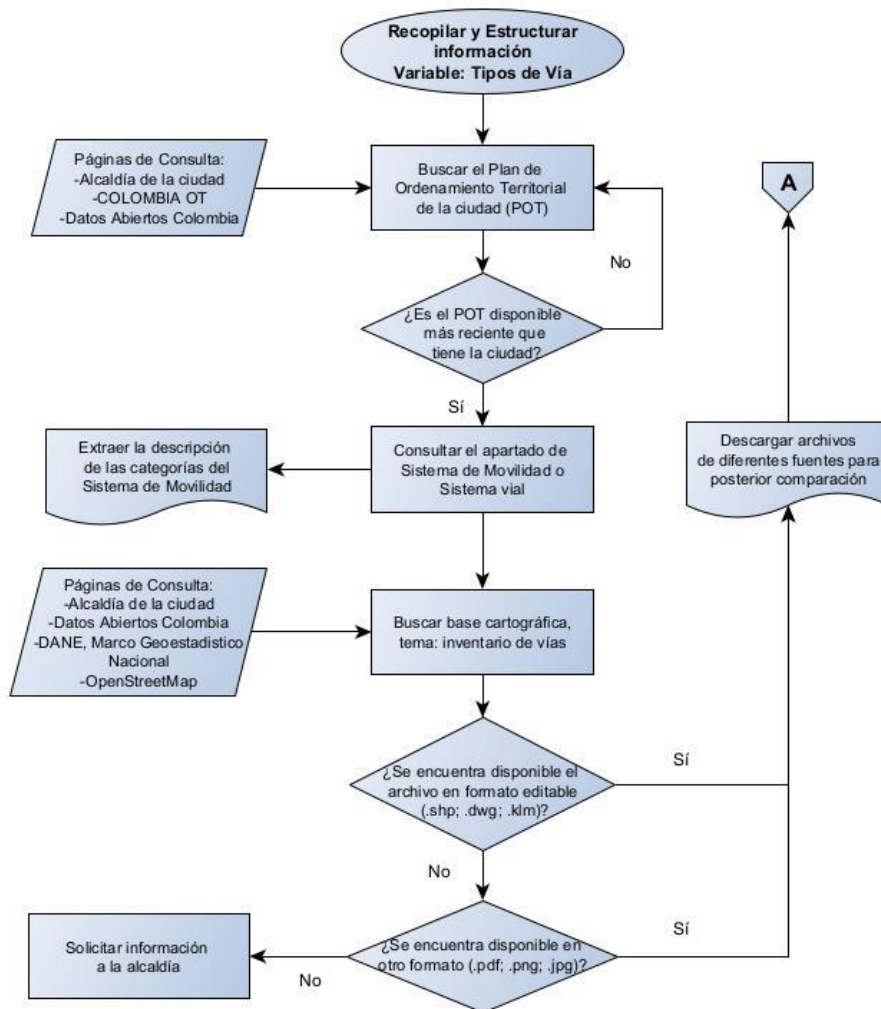 Recopilar y Estructurar
información
Variable: Tipos de Vía
Páginas de Consulta:
-Alcaldía de la ciudad
-COLOMBIA OT
-Datos Abiertos Colombia
Buscar el Plan de
Ordenamiento Territorial
de la ciudad (POT)
A
No
¿Es el POT disponible
más reciente que
tiene la ciudad?
Sí
Extraer la descripción
de las categorías del
Sistema de Movilidad
Consultar el apartado de
Sistema de Movilidad o
Sistema vial
Descargar archivos
de diferentes fuentes para
posterior comparación
Páginas de Consulta:
-Alcaldía de la ciudad
-Datos Abiertos Colombia
-DANE, Marco Geoestadistico
Nacional
-OpenStreetMap
Buscar base cartográfica,
tema: inventario de vías
¿Se encuentra disponible el
archivo en formato editable
(.shp; .dwg; .klm)?
Sí
No
Solicitar información
a la alcaldía
¿Se encuentra disponible en
otro formato (.pdf; .png; .jpg)?
Sí
No